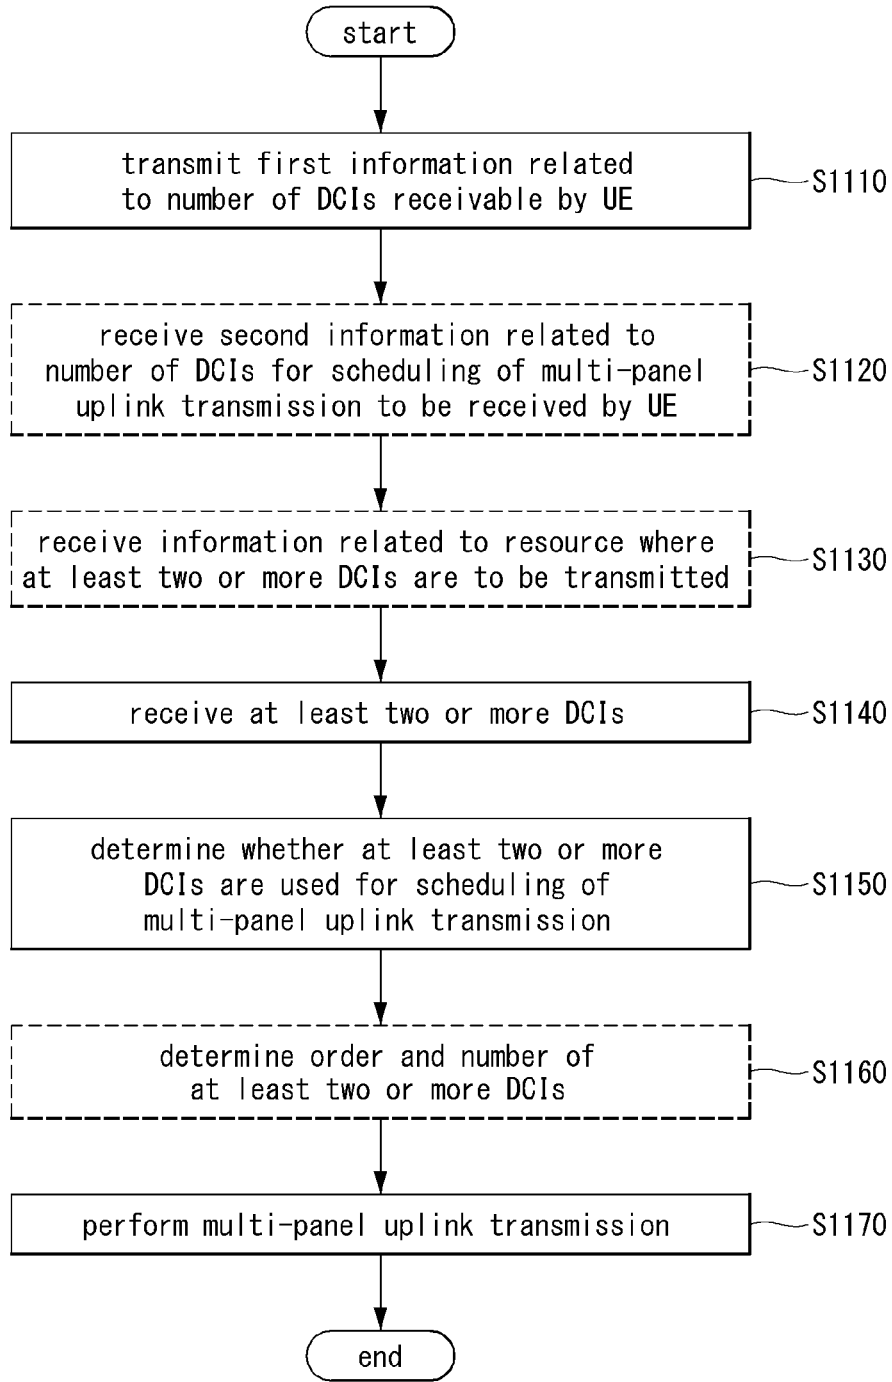 start
transmit first information related
to number of DCIs receivable by UE
S1110
receive second information related to
number of DCIs for scheduling of multi-panel
uplink transmission to be received by UE
S1120
receive information related to resource where
at least two or more DCIs are to be transmitted
S1130
receive at least two or more DCIs
S1140
determine whether at least two or more
DCIs are used for scheduling of
multi-panel uplink transmission
S1150
determine order and number of
at least two or more DCIs
S1160
perform multi-panel uplink transmission
S1170
end